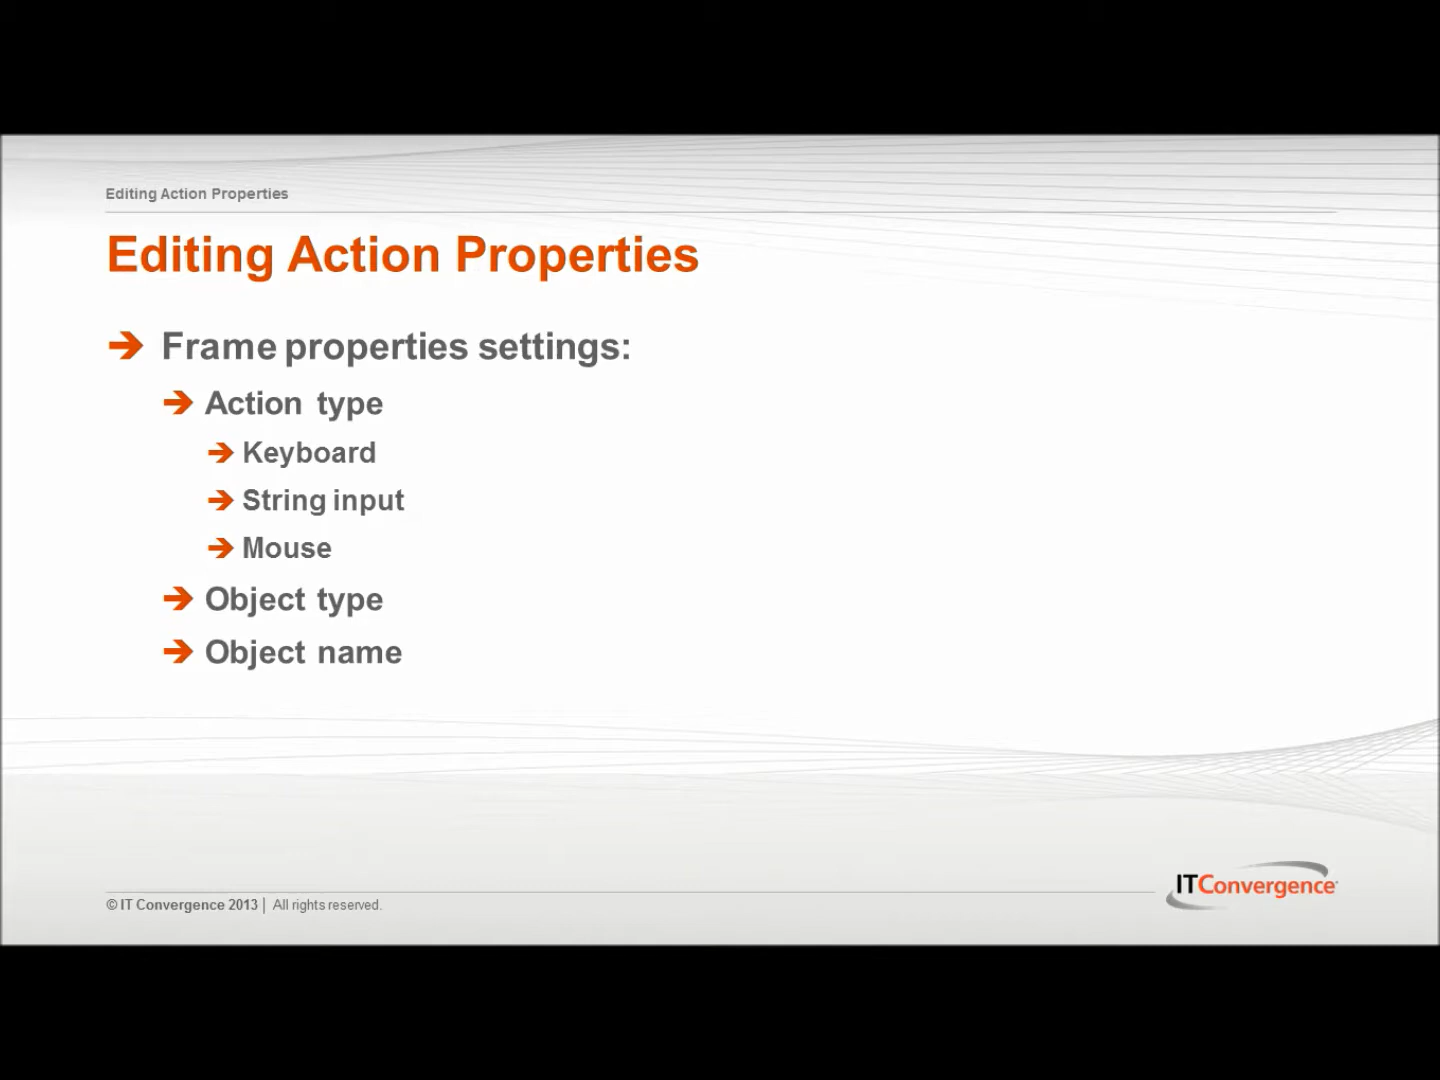 Editing Action Properties
Editing Action Properties
Frame properties settings:
Action type
Keyboard
String input
Mouse
Object type
Object name
© IT Convergence 2013 | All rights reserved.
ITConvergence